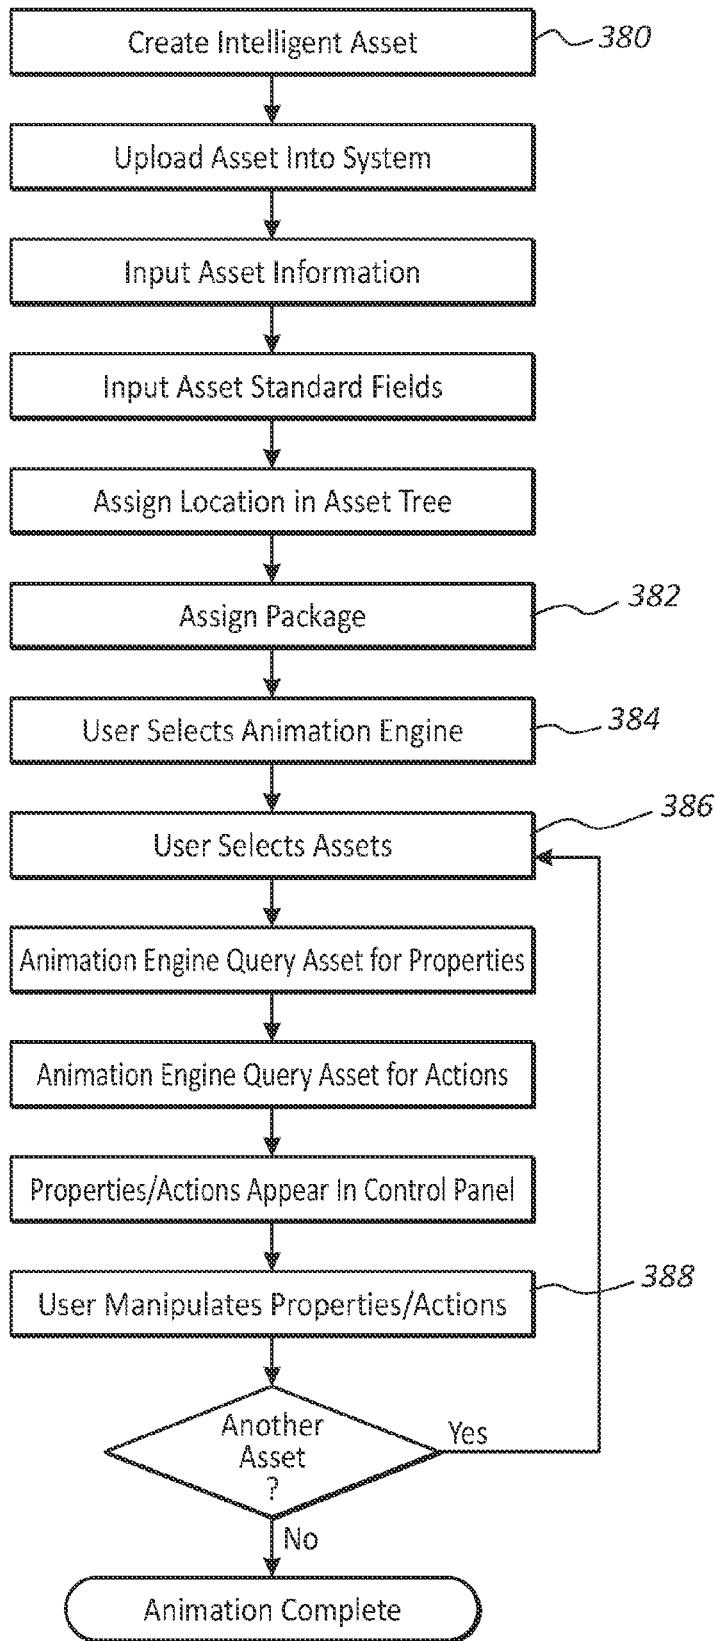 Create Intelligent Asset
380
Upload Asset Into System
Input Asset Information
Input Asset Standard Fields
Assign Location in Asset Tree
Assign Package
382
User Selects Animation Engine
384
User Selects Assets
386
Animation Engine Query Asset for Properties
Animation Engine Query Asset for Actions
Properties/Actions Appear In Control Panel
User Manipulates Properties/Actions
388
Another
Asset
?
Yes
No
Animation Complete